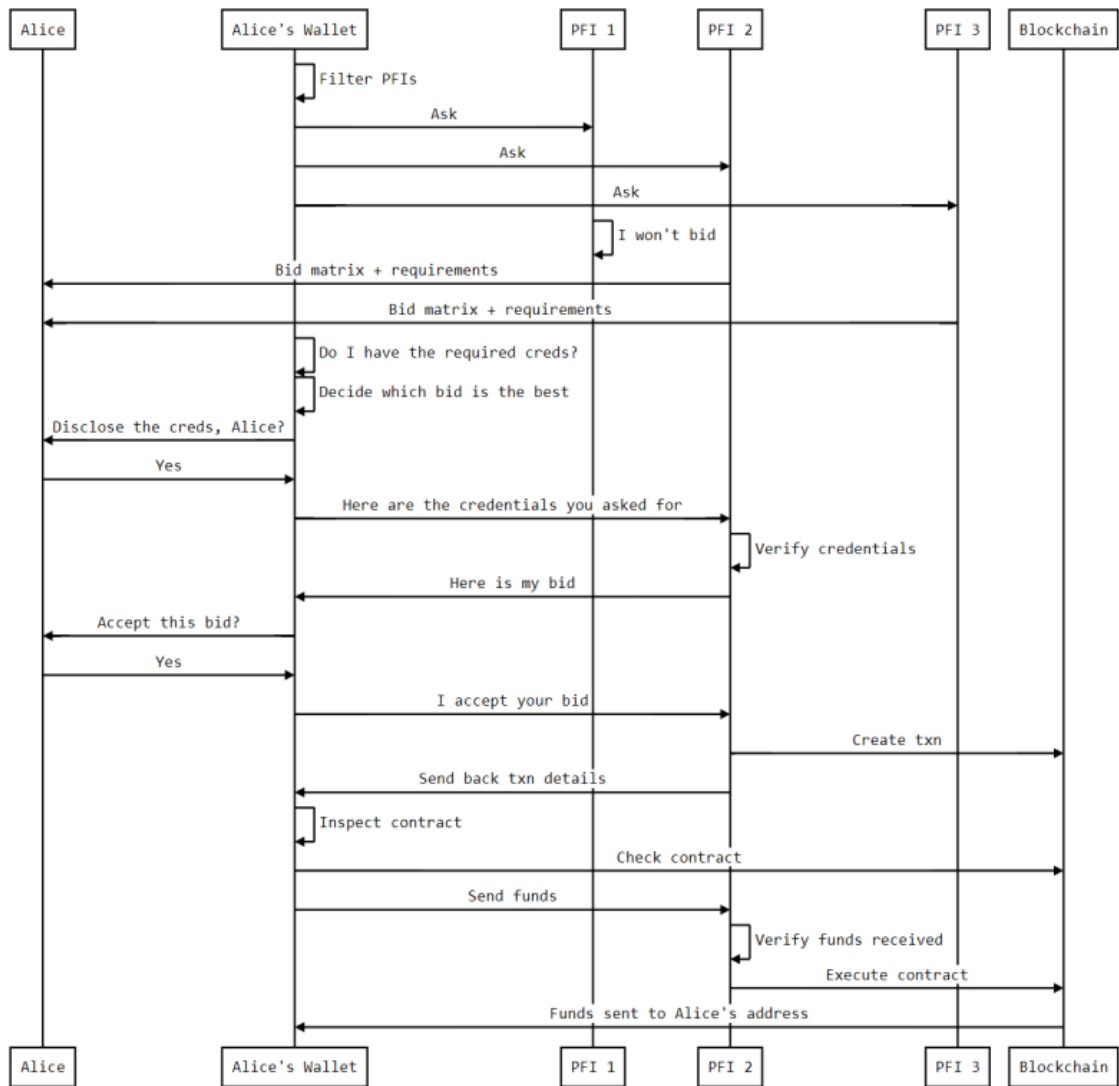 Alice
Alice's Wallet
PFI 1
PFI 2
PFI 3
Blockchain
Filter PFIs
Ask
Ask
Ask
I won't bid
Bid matrix + requirements
Bid matrix + requirements
Do I have the required creds?
Decide which bid is the best
Disclose the creds, Alice?
Yes
Here are the credentials you asked for
Verify credentials
Here is my bid
Accept this bid?
Yes
I accept your bid
Create txn
Send back txn details
Inspect contract
Check contract
Send funds
Verify funds received
Execute contract
Funds sent to Alice's address
Alice
Alice's Wallet
PFI 1
PFI 2
PFI 3
Blockchain